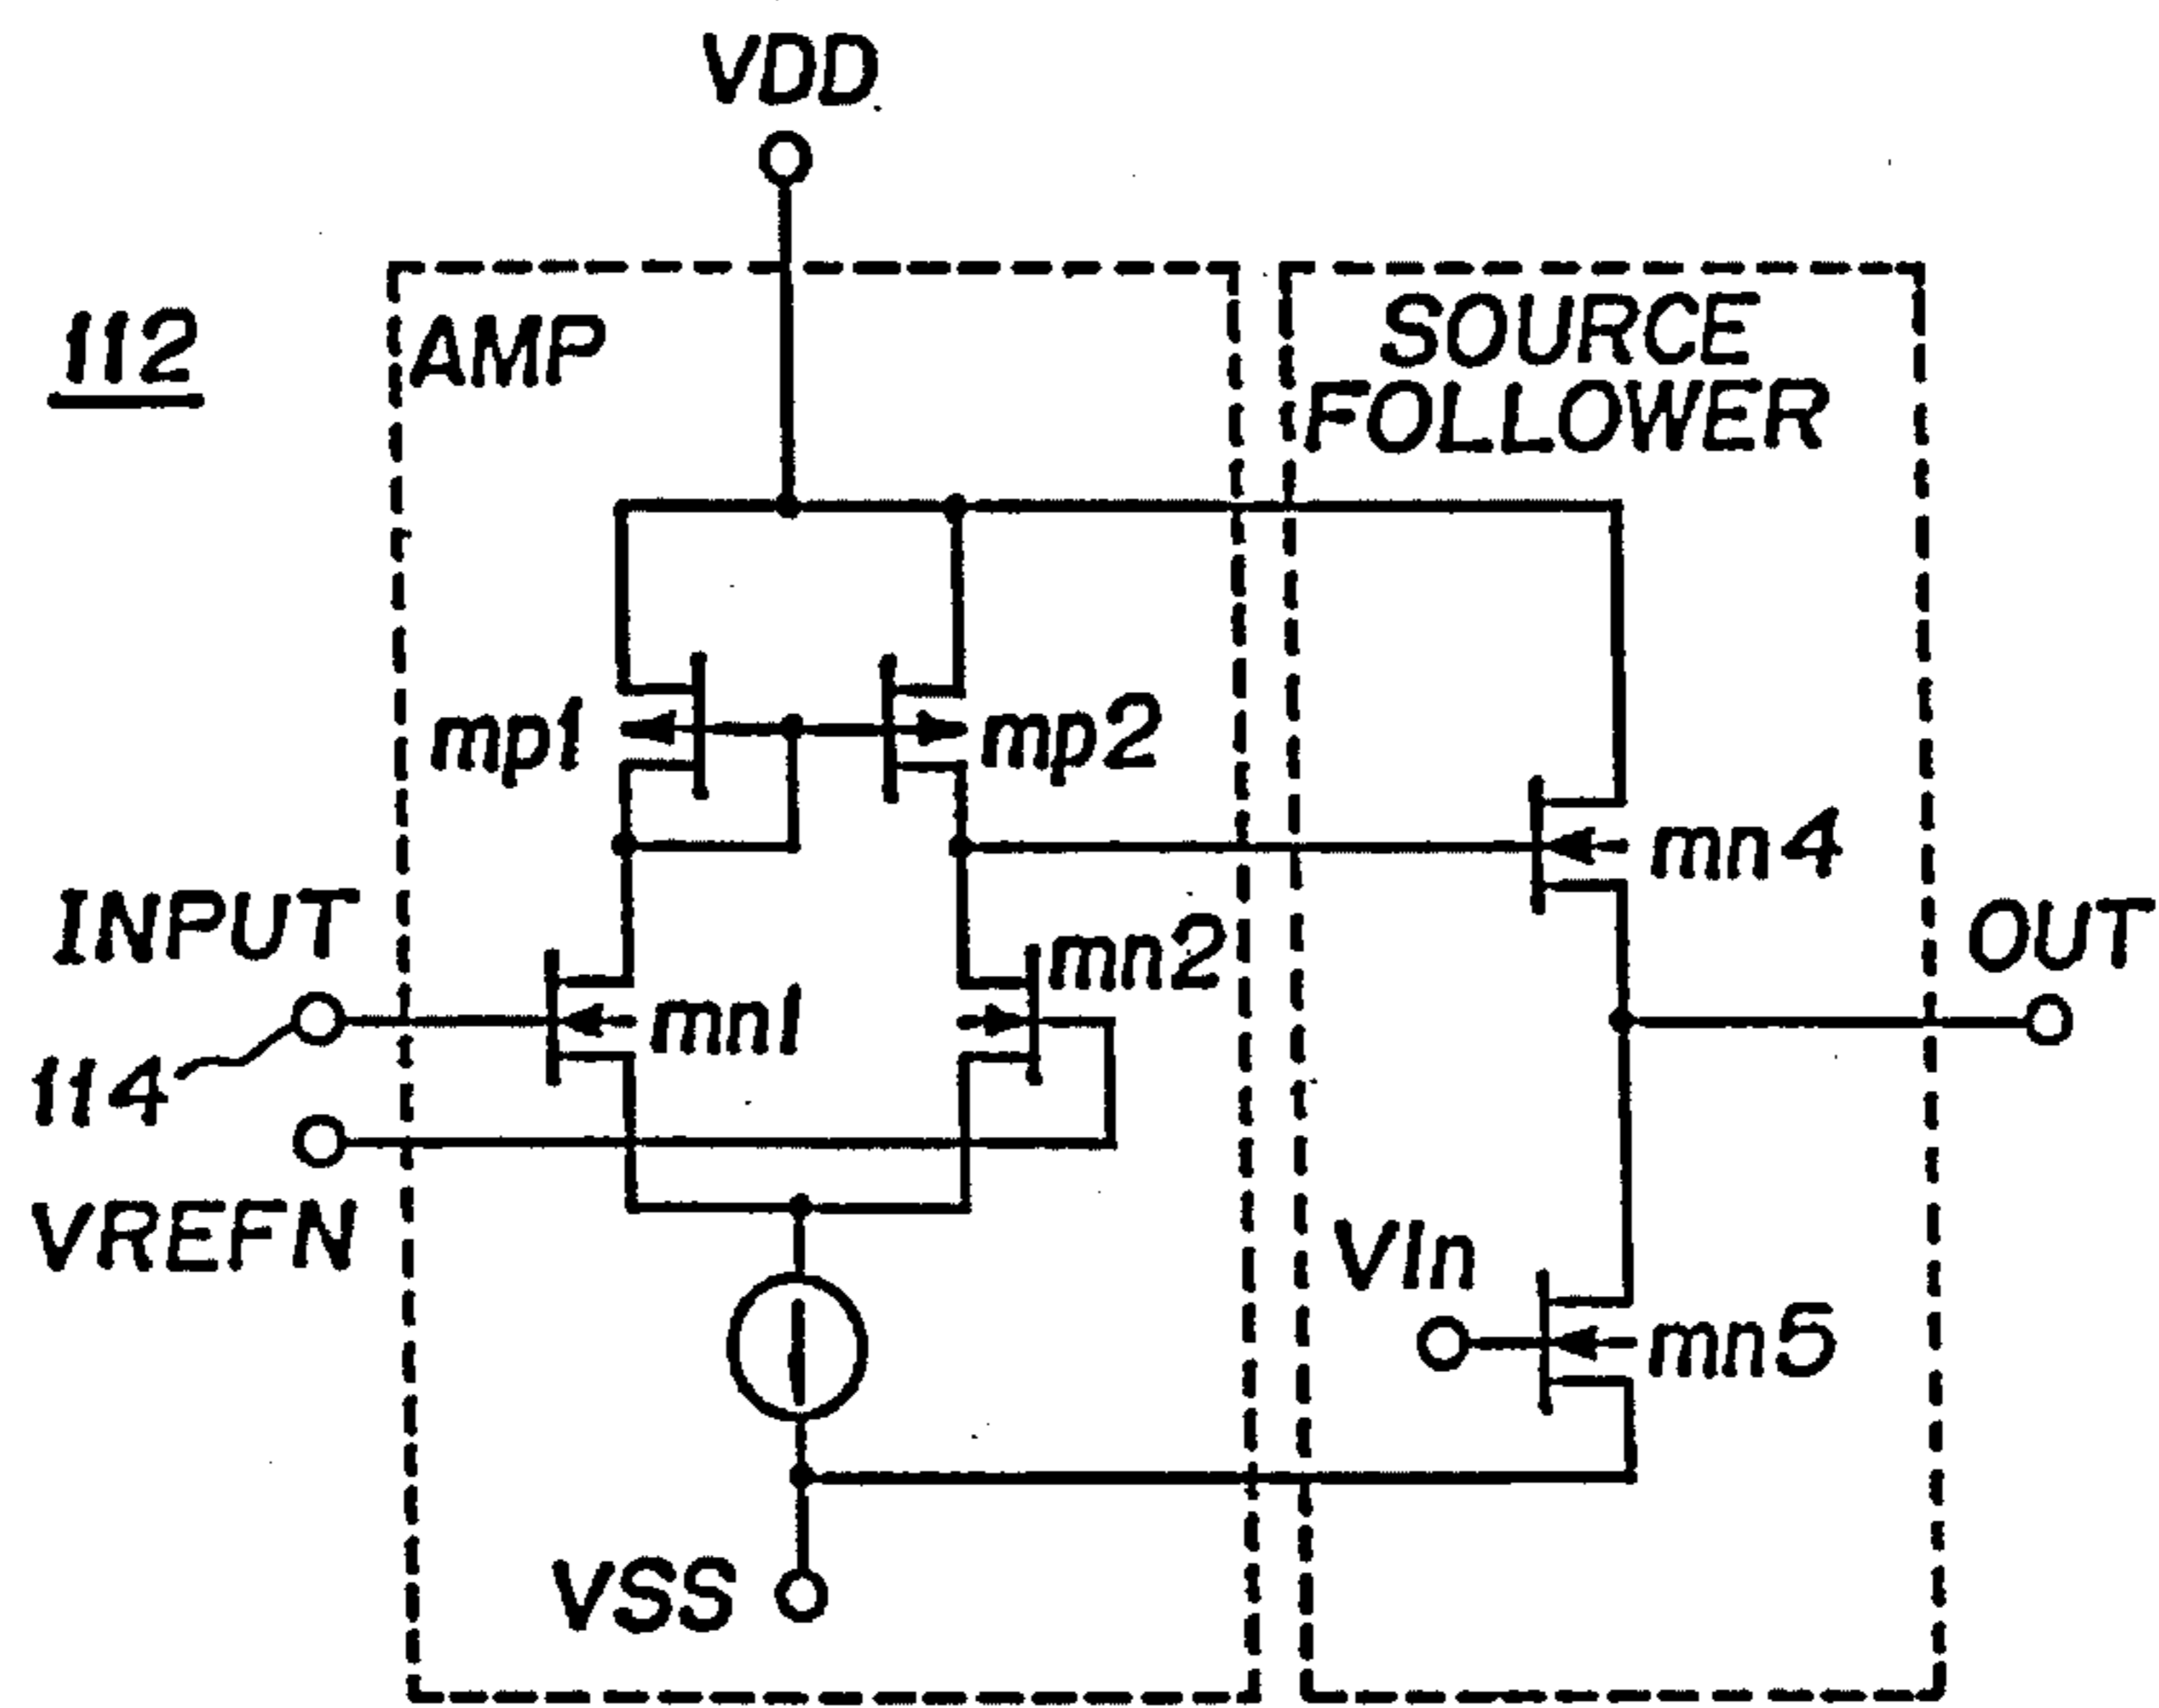 VDD
112
AMP
SOURCE
FOLLOWER
mp1
mp2
mn4
INPUT
mn2
OUT
mn1
114
VREFN
VIn
mn5
VSS